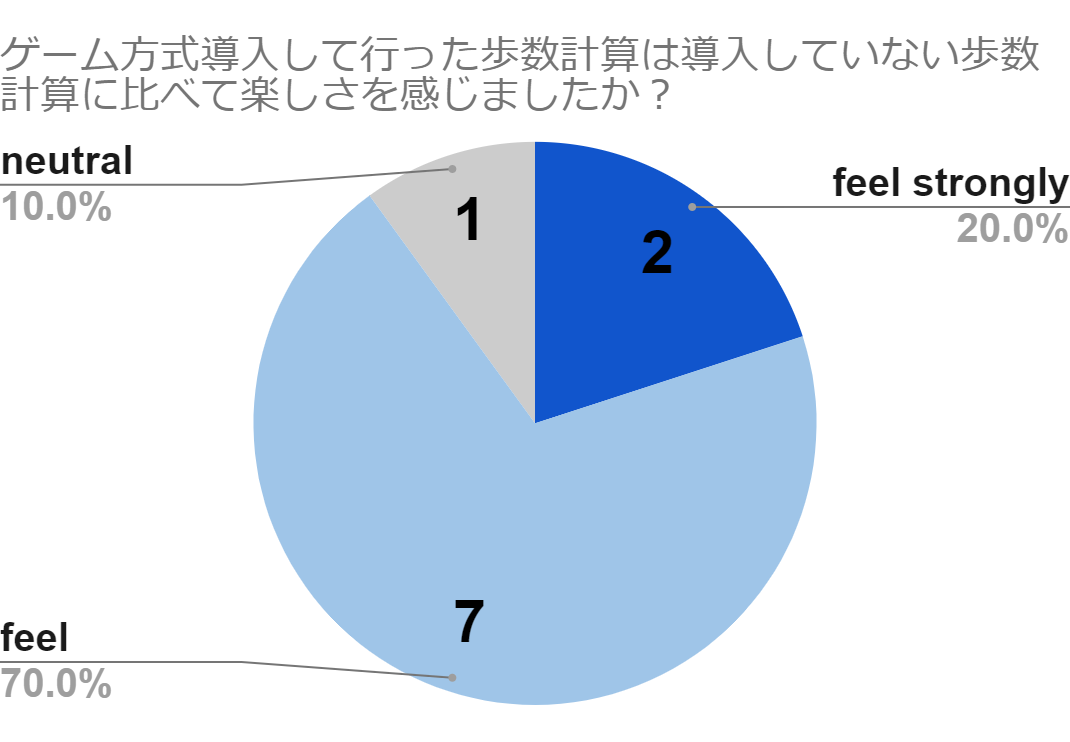 ゲーム方式導入して行った歩数計算は導入していない歩数
計算に比べて楽しさを感じましたか？
neutral
10.0%
feel strongly
20.0%
1
2
7
feel
70.0%